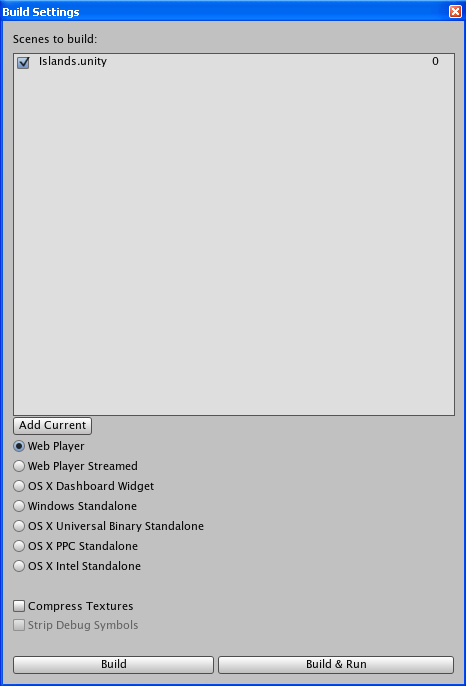 Build Settings
Scenes to build:
Islands.unity 0
Add Current
Web Player
Web Player Streamed
OS X Dashboard Widget
Windows Standalone
OS X Universal Binary Standalone
OS X PPC Standalone
OS X Intel Standalone
Compress Textures
Strip Debug Symbols
Build Build & Run